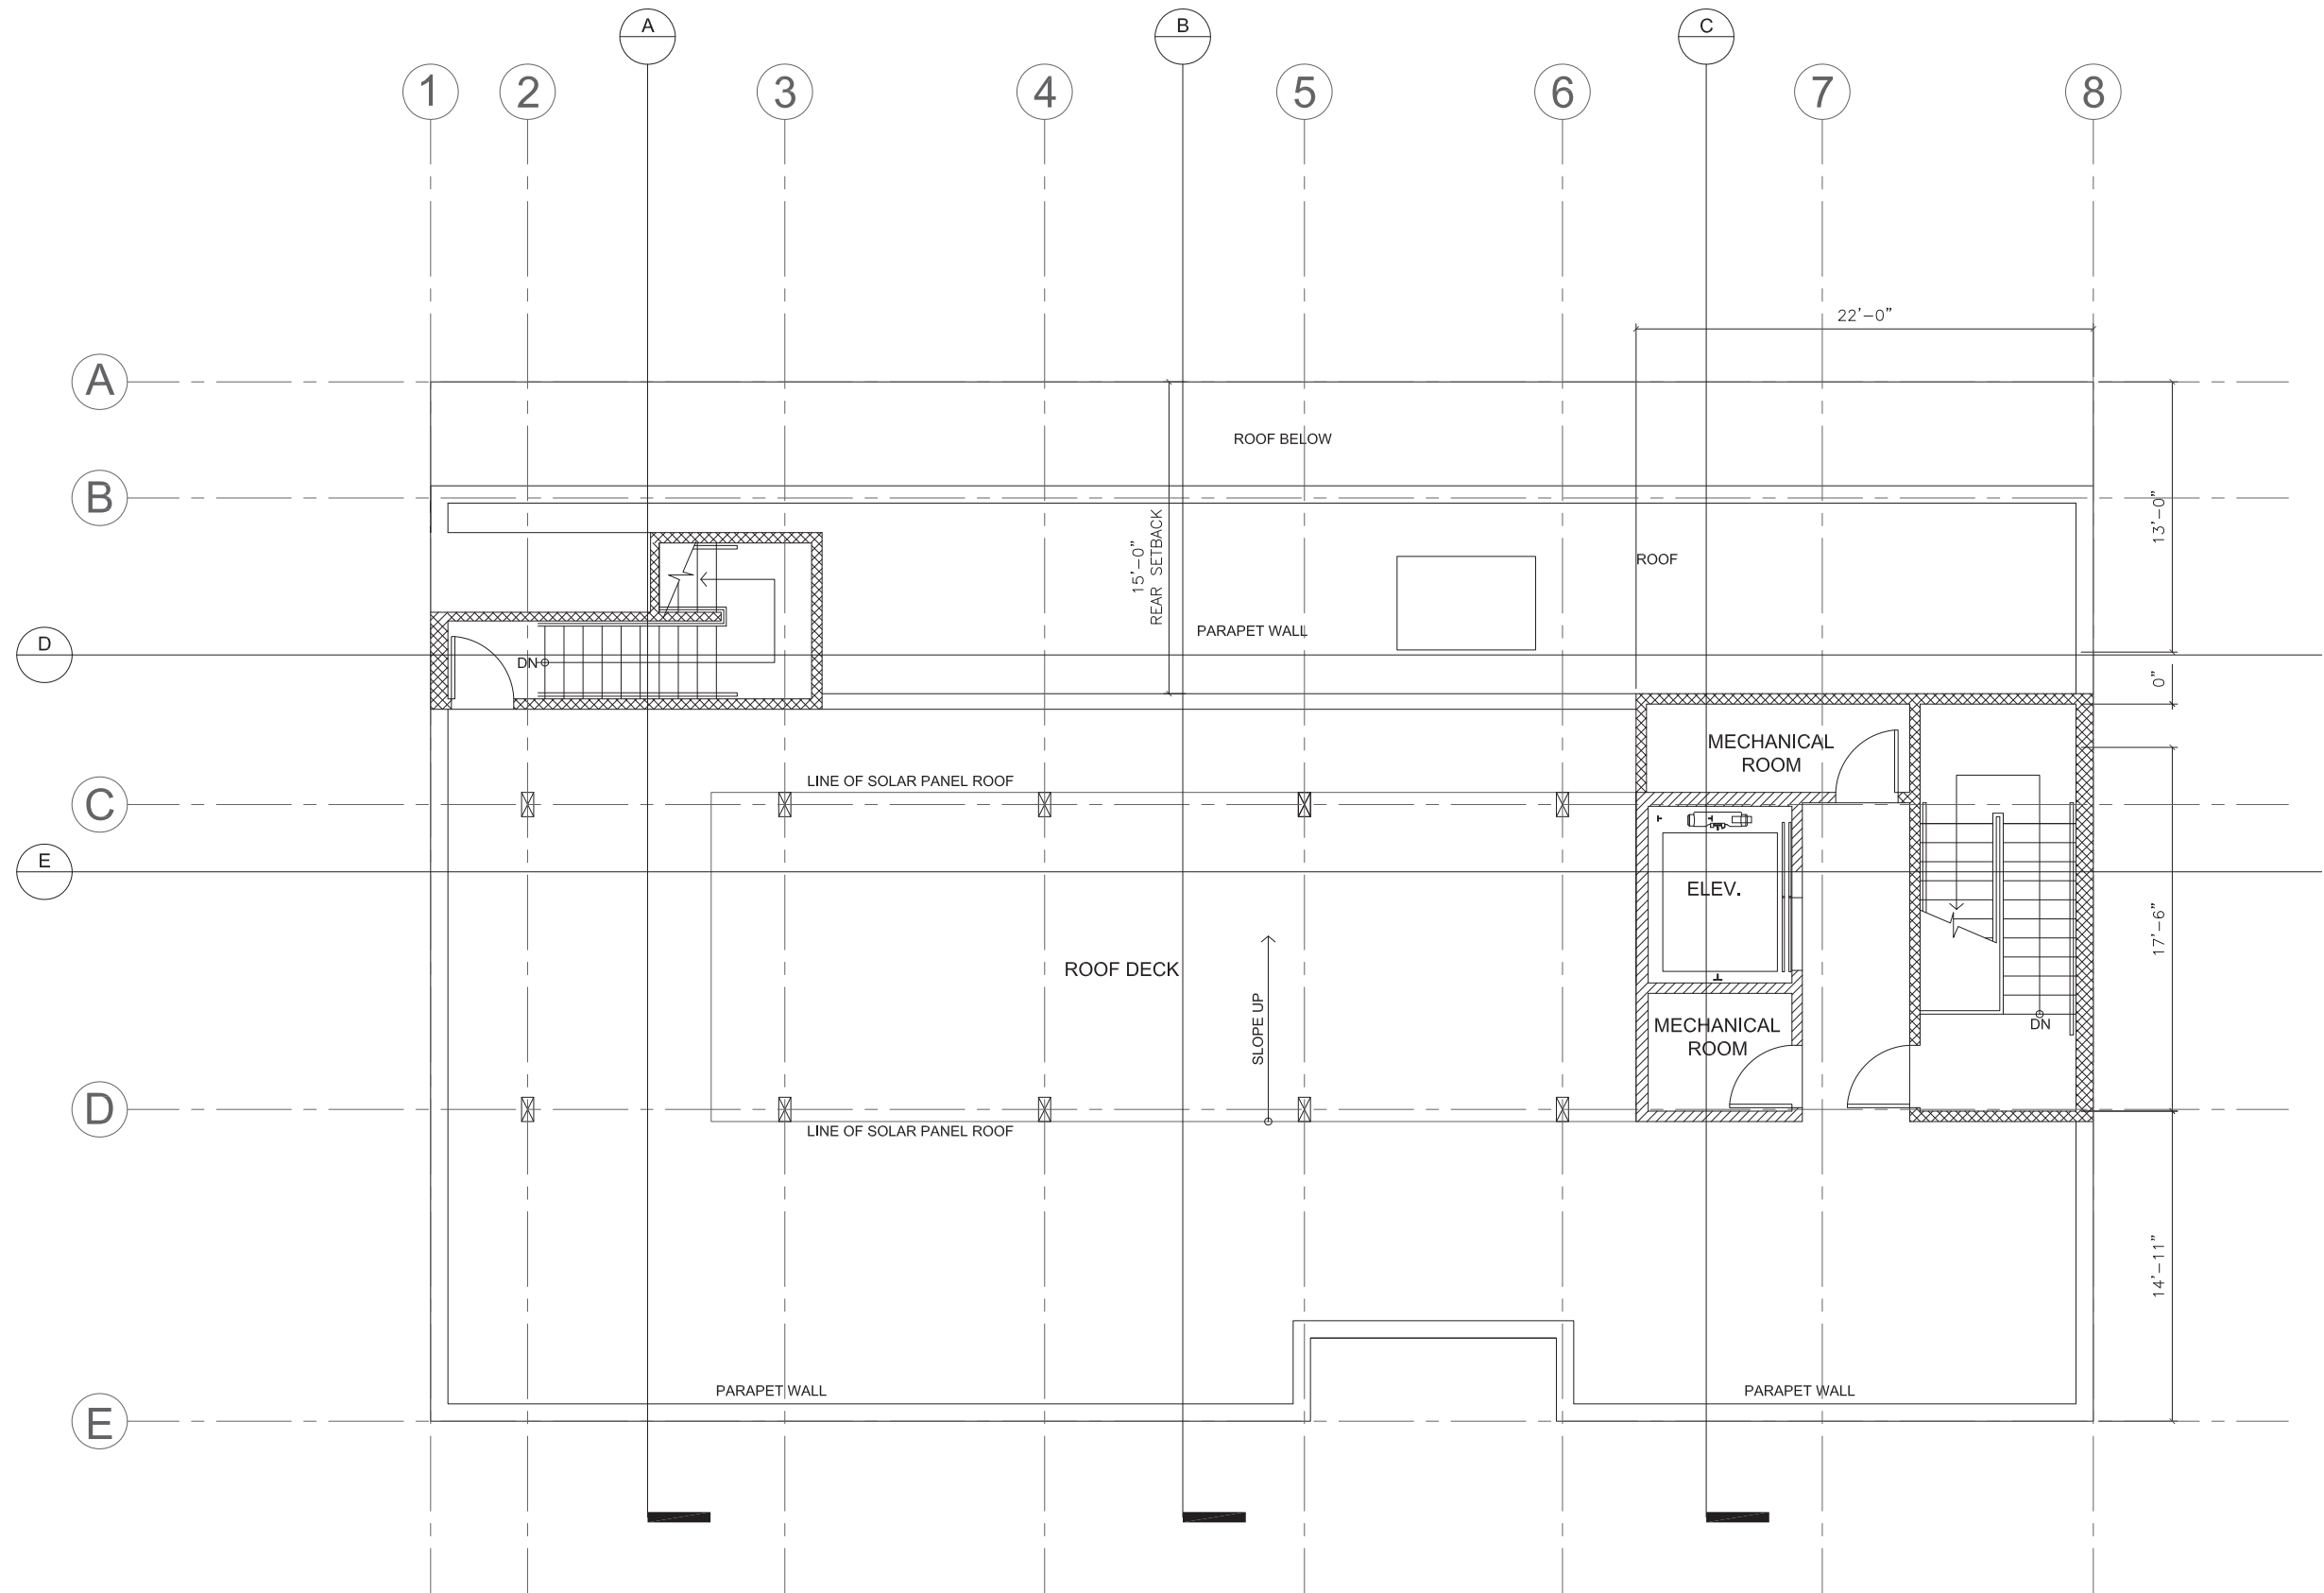 A
B
C
1
2
3
4
5
6
7
8
22'-0"
A
ROOF BELOW
B
13'-0"
15'-0"
REAR SETBACK
ROOF
PARAPET WALL
D
DN
0"
MECHANICAL
ROOM
LINE OF SOLAR PANEL ROOF
C
E
ELEV.
17'-6"
ROOF DECK
SLOPE UP
MECHANICAL
ROOM
DN
D
LINE OF SOLAR PANEL ROOF
14'-11"
PARAPET WALL
PARAPET WALL
E